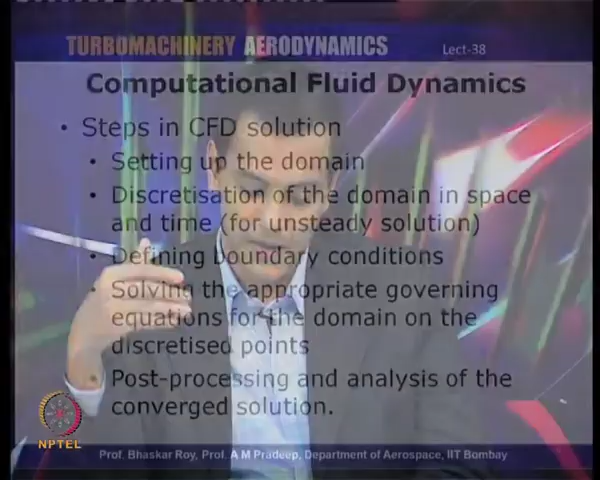 TURBOMACHINERY AERODYNAMICS Lect-38
Computational Fluid Dynamics
• Steps in CFD solution
• Setting up the domain
• Discretisation of the domain in space
and time (for unsteady solution)
• Defining boundary conditions
• Solving the appropriate governing
equations for the domain on the
discretised points
• Post-processing and analysis of the
converged solution.
NPTEL
Prof. Bhaskar Roy, Prof. A M Pradeep, Department of Aerospace, IIT Bombay